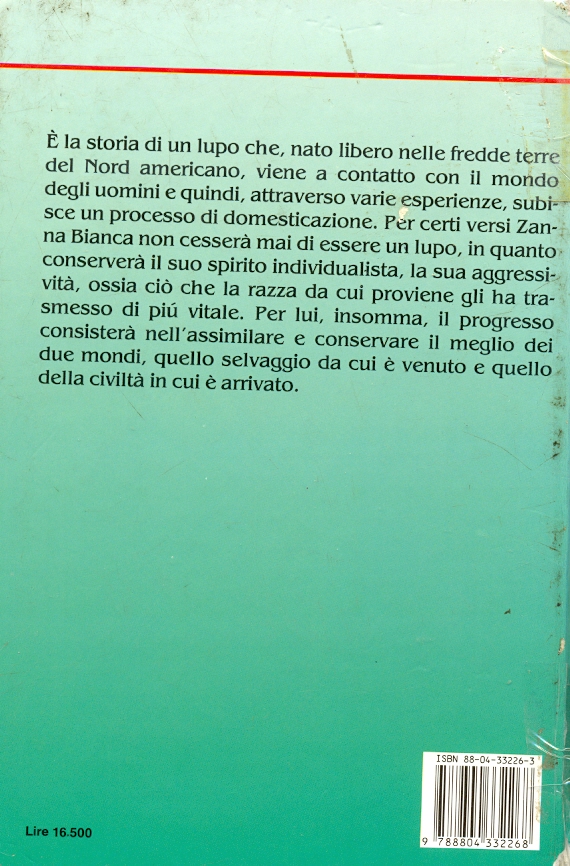 È la storia di un lupo che, nato libero nelle fredde terre
del Nord americano, viene a contatto con il mondo
degli uomini e quindi, attraverso varie esperienze, subi-
sce un processo di domesticazione. Per certi versi Zan-
na Bianca non cesserà mai di essere un lupo, in quanto
conserverà il suo spirito individualista, la sua aggressi-
vità, ossia ciò che la razza da cui proviene gli ha tra-
smesso di piú vitale. Per lui, insomma, il progresso
consisterà nell'assimilare e conservare il meglio dei
due mondi, quello selvaggio da cui è venuto e quello
della civiltà in cui è arrivato.
ISBN 88-04-33226-3
9 788804 332268
Lire 16.500